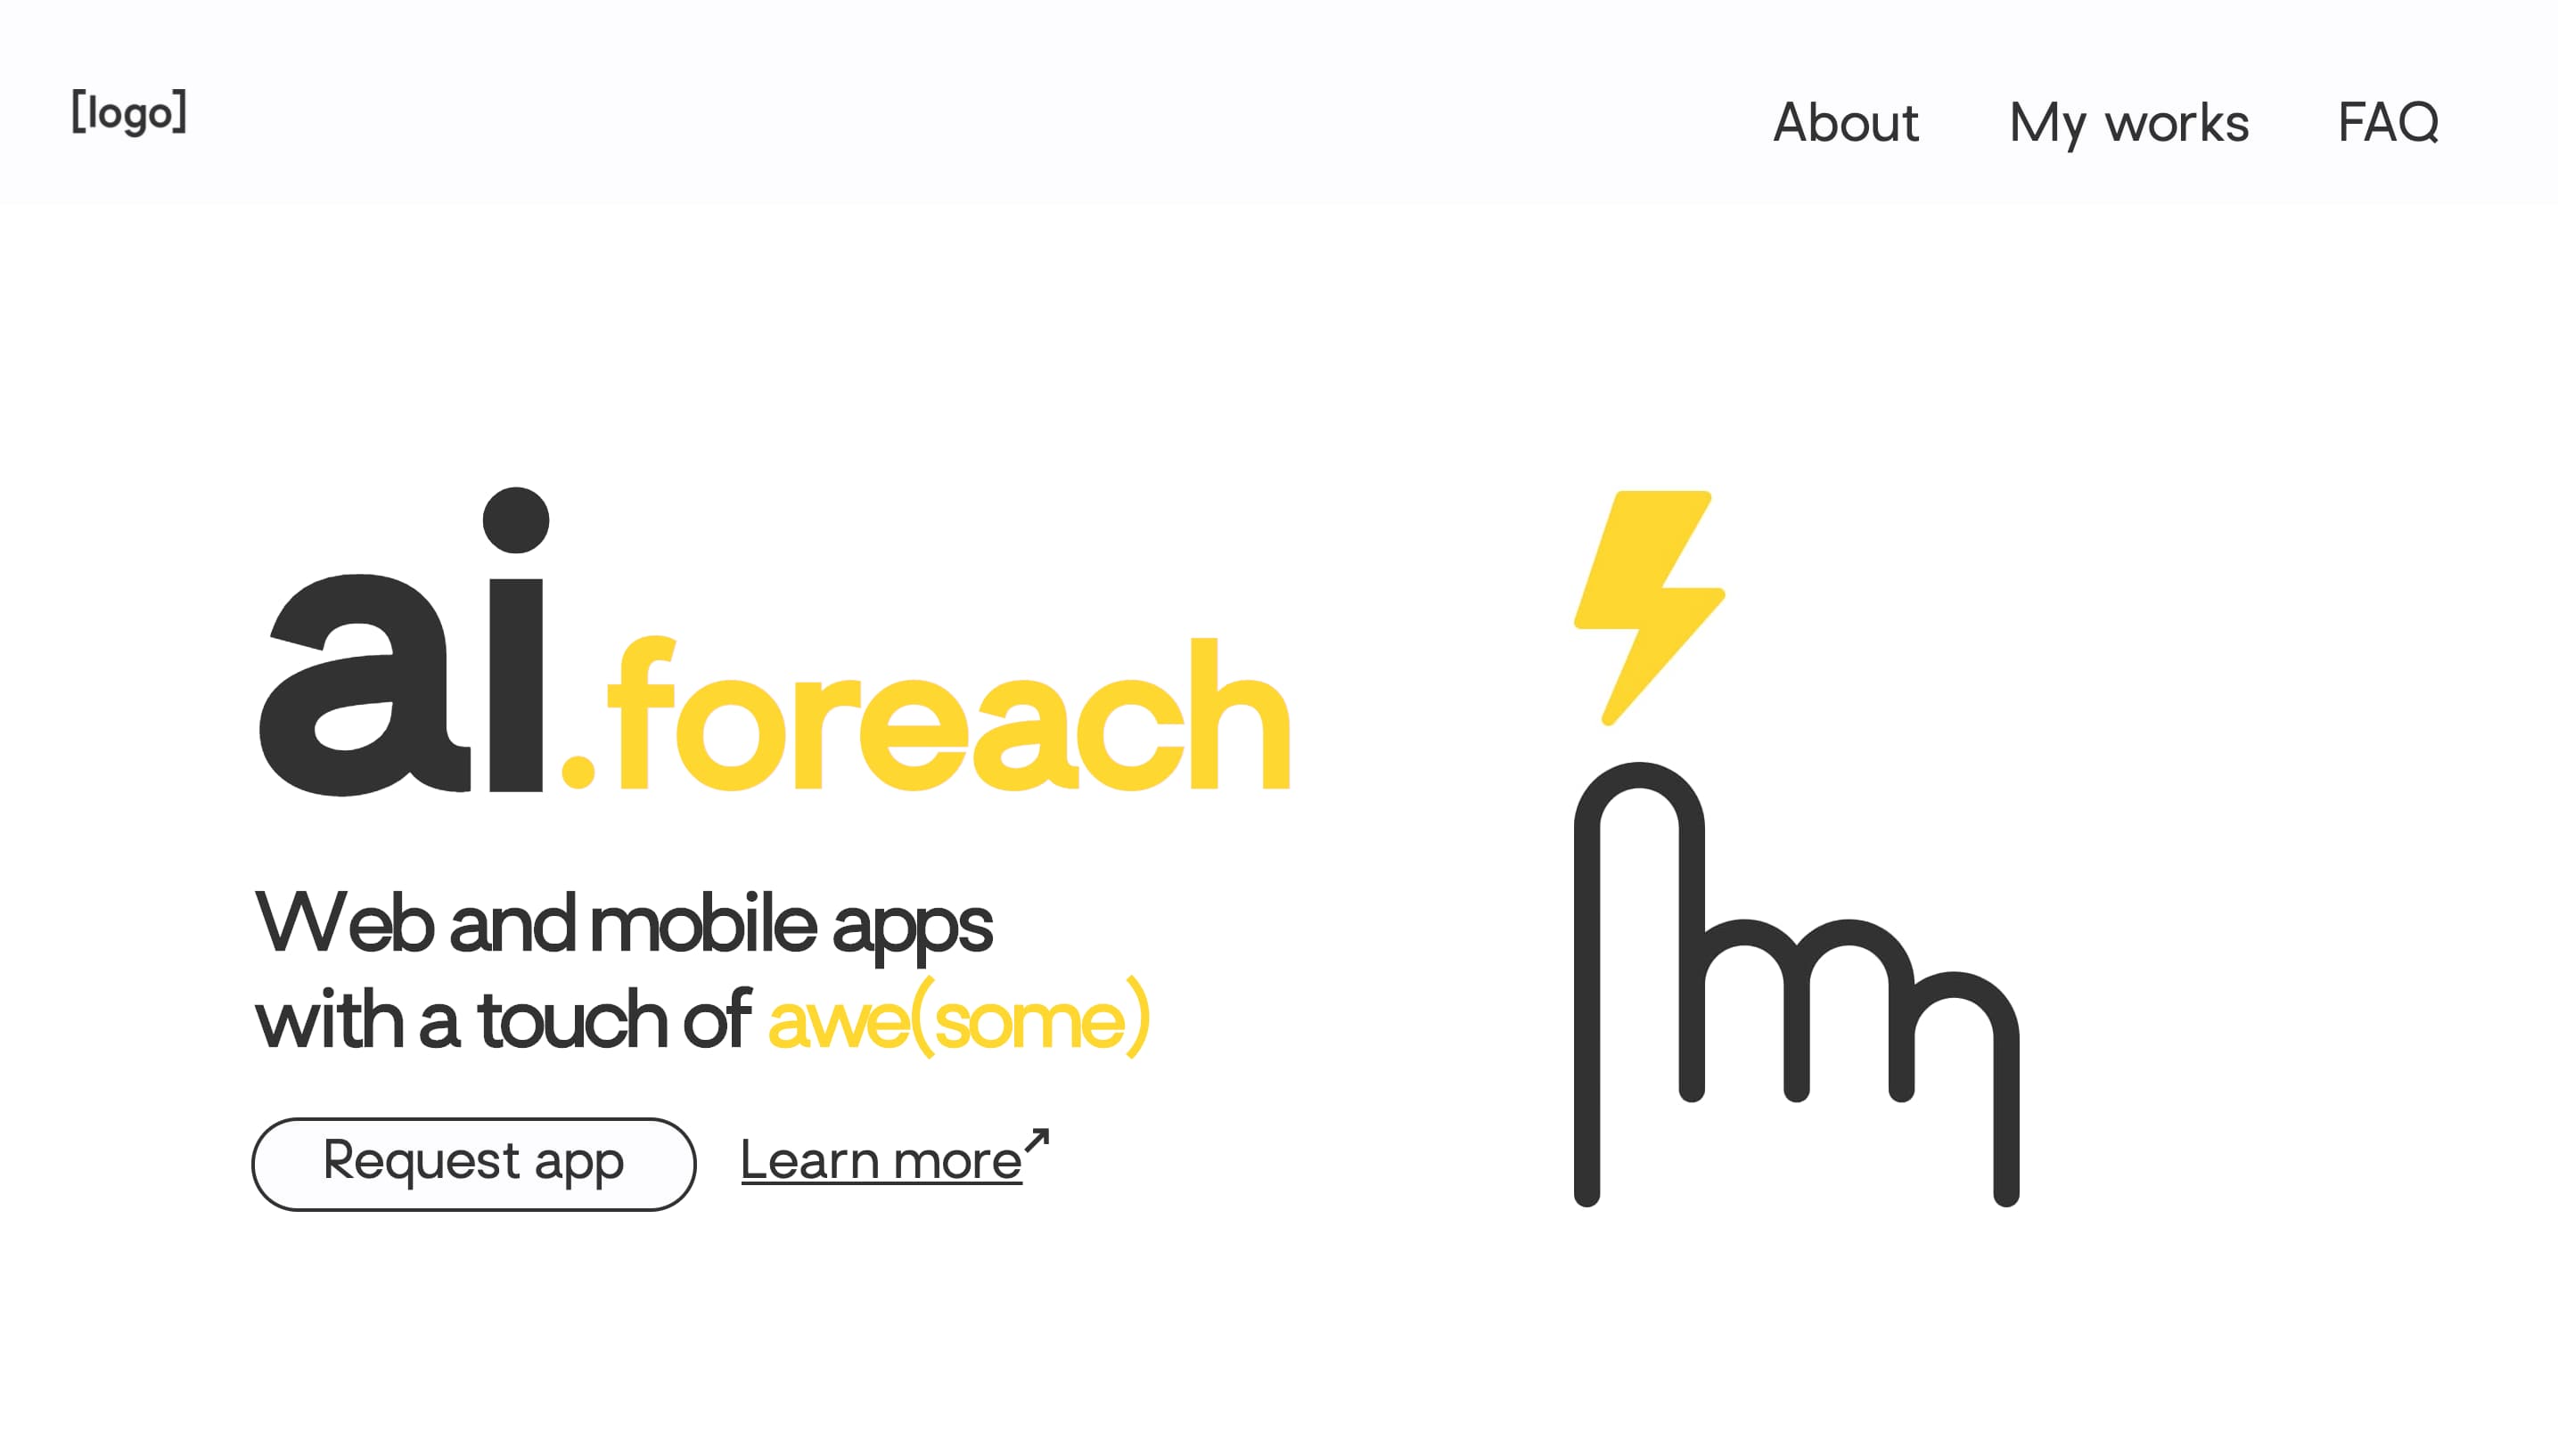 [logo]
About My works FAQ
ai.foreach
Web and mobile apps
with a touch of awe(some)
Request app Learn more↗